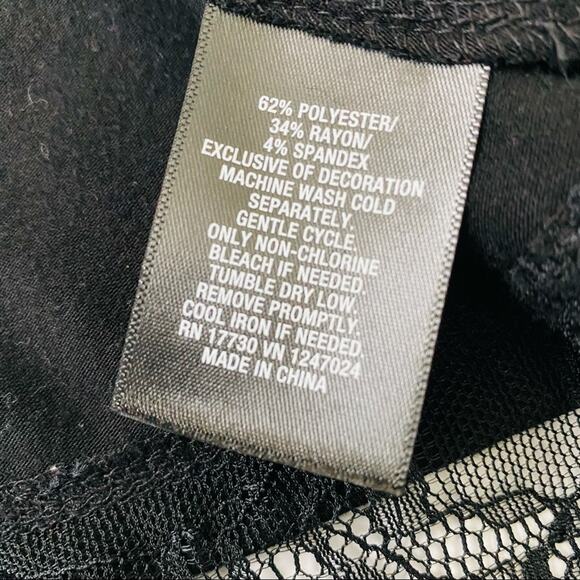 62% POLYESTER/
34% RAYON/
4% SPANDEX
EXCLUSIVE OF DECORATION
MACHINE WASH COLD
SEPARATELY.
GENTLE CYCLE.
ONLY NON-CHLORINE
BLEACH IF NEEDED.
TUMBLE DRY LOW.
REMOVE PROMPTLY.
COOL IRON IF NEEDED.
RN 17730 VN 1247024
MADE IN CHINA